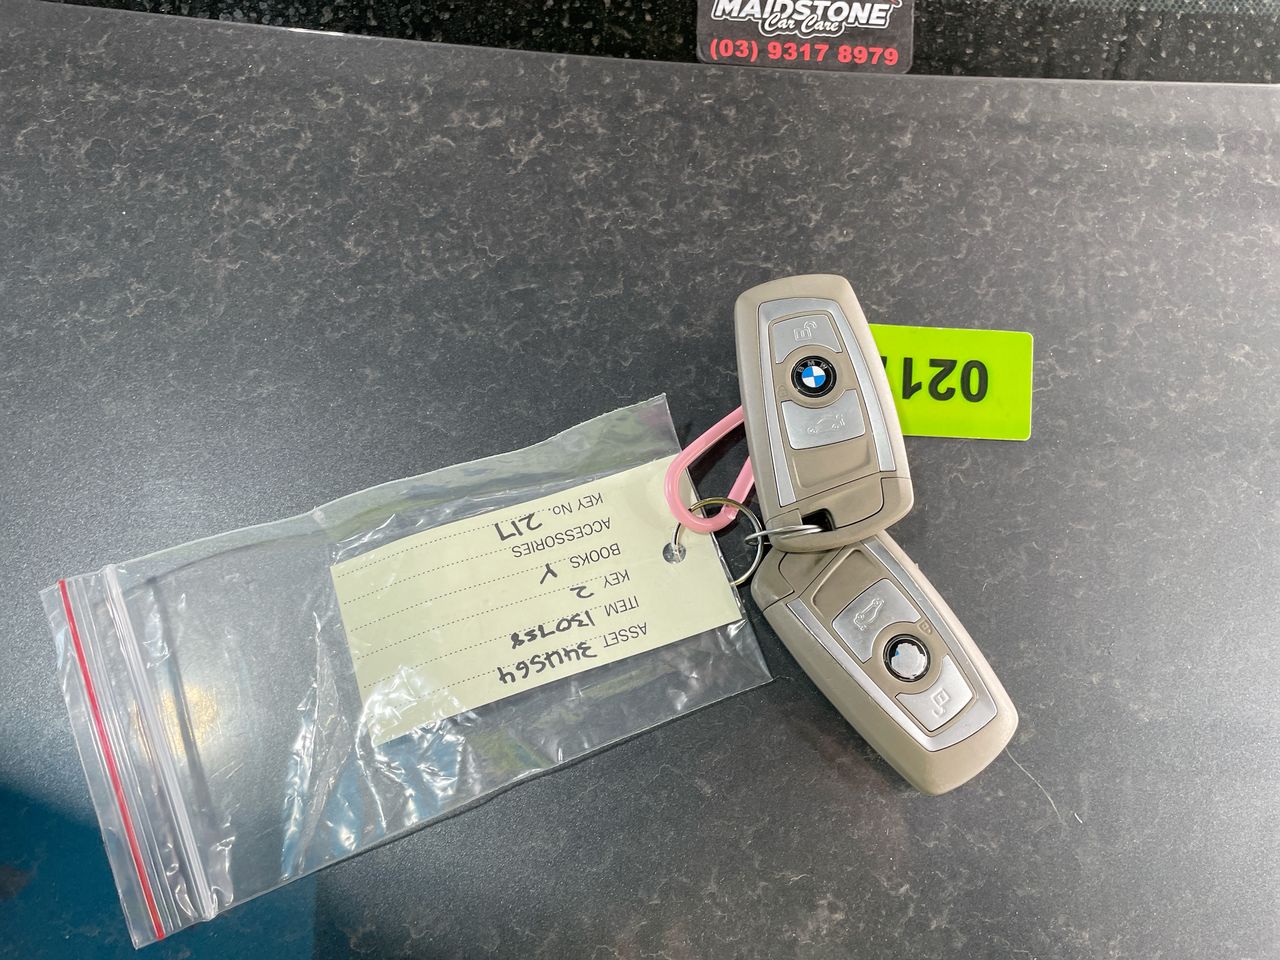 MAIDSTONE
Car Care
(03) 9317 8979
BMW
021
ASSET 344564
ITEM 130758
KEY 2
BOOKS Y
ACCESSORIES
KEY No. 217